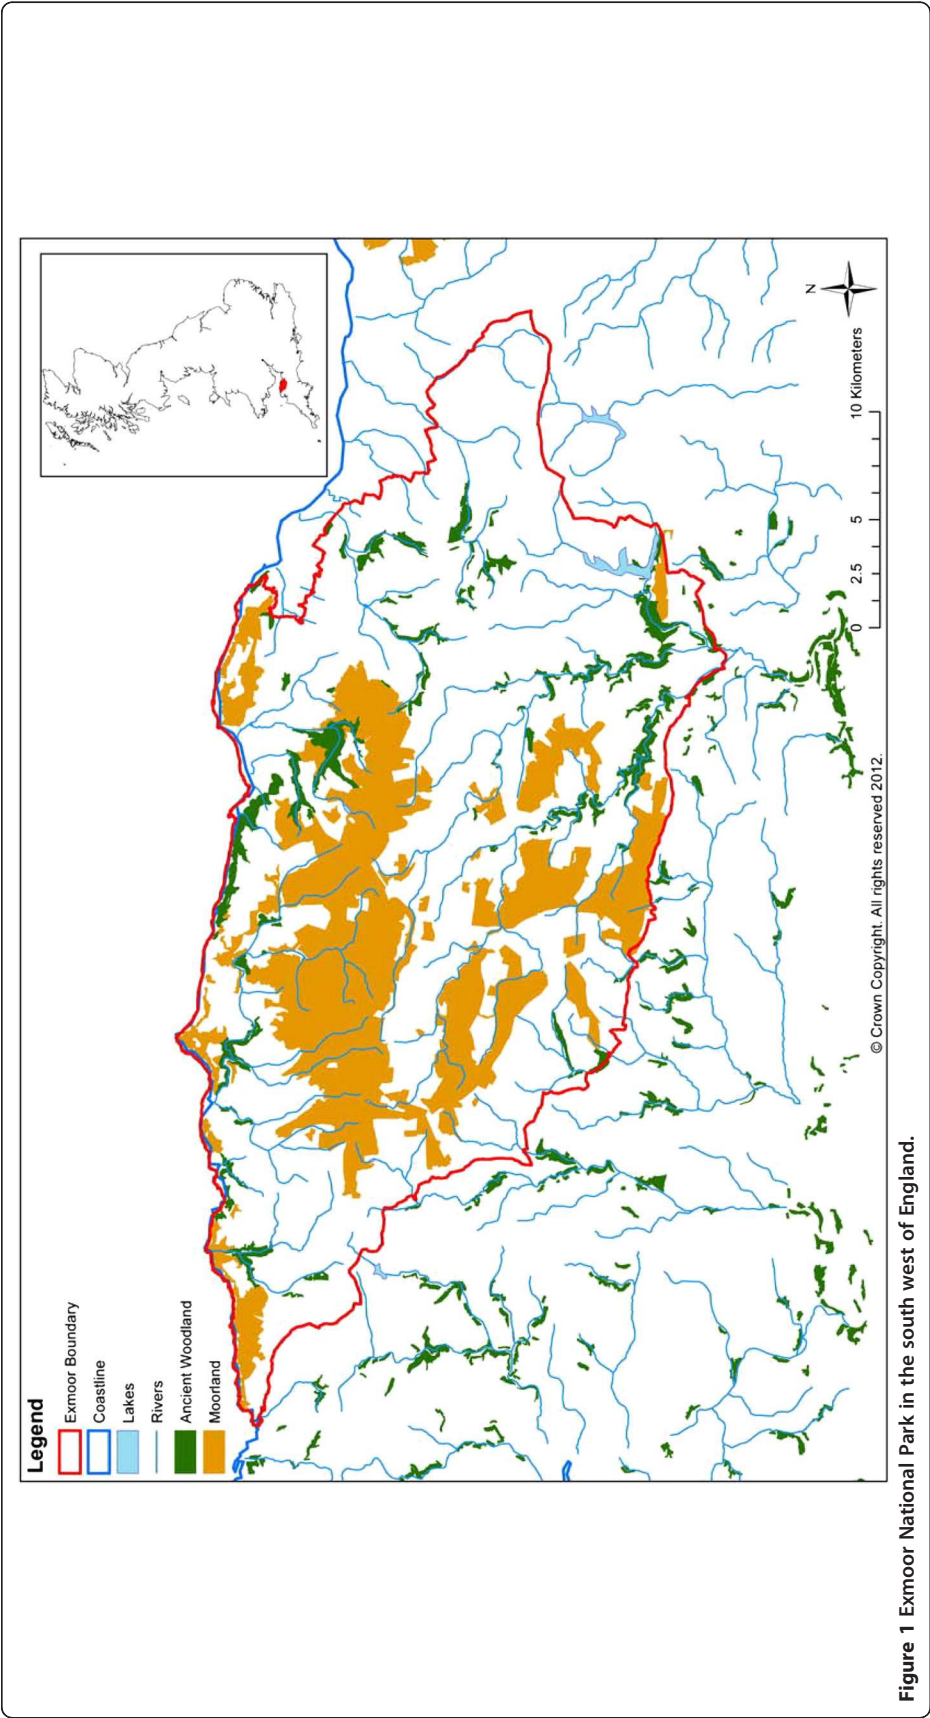 Legend
Exmoor Boundary
Coastline
Lakes
Rivers
Ancient Woodland
Moorland
N
0 2.5 5 10 Kilometers
© Crown Copyright. All rights reserved 2012.
Figure 1 Exmoor National Park in the south west of England.